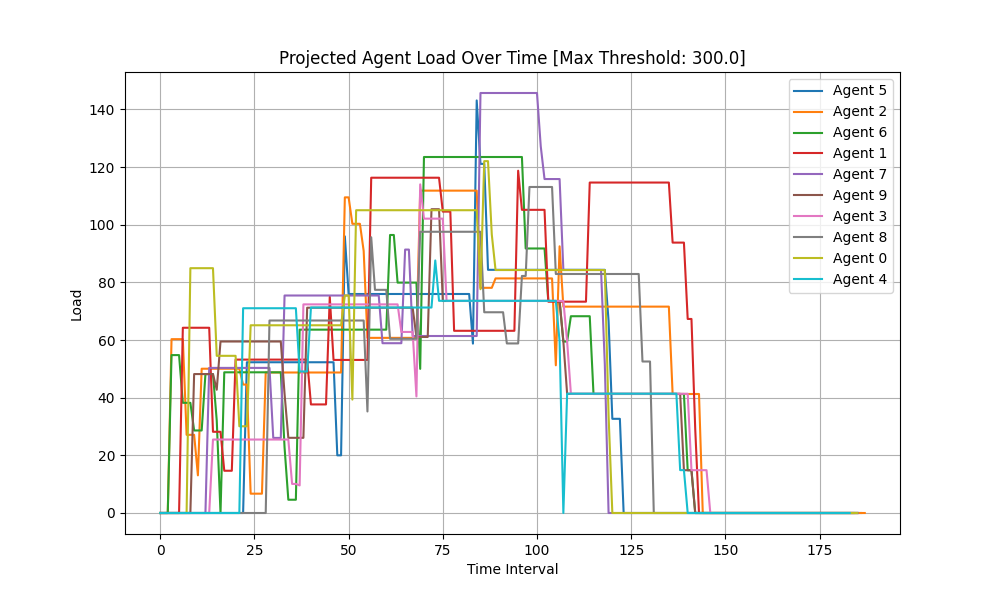 Projected Agent Load Over Time [Max Threshold: 300.0]
Load
140
120
100
80
60
40
20
0
0 25 50 75 100 125 150 175
Time Interval
Agent 5
Agent 2
Agent 6
Agent 1
Agent 7
Agent 9
Agent 3
Agent 8
Agent 0
Agent 4